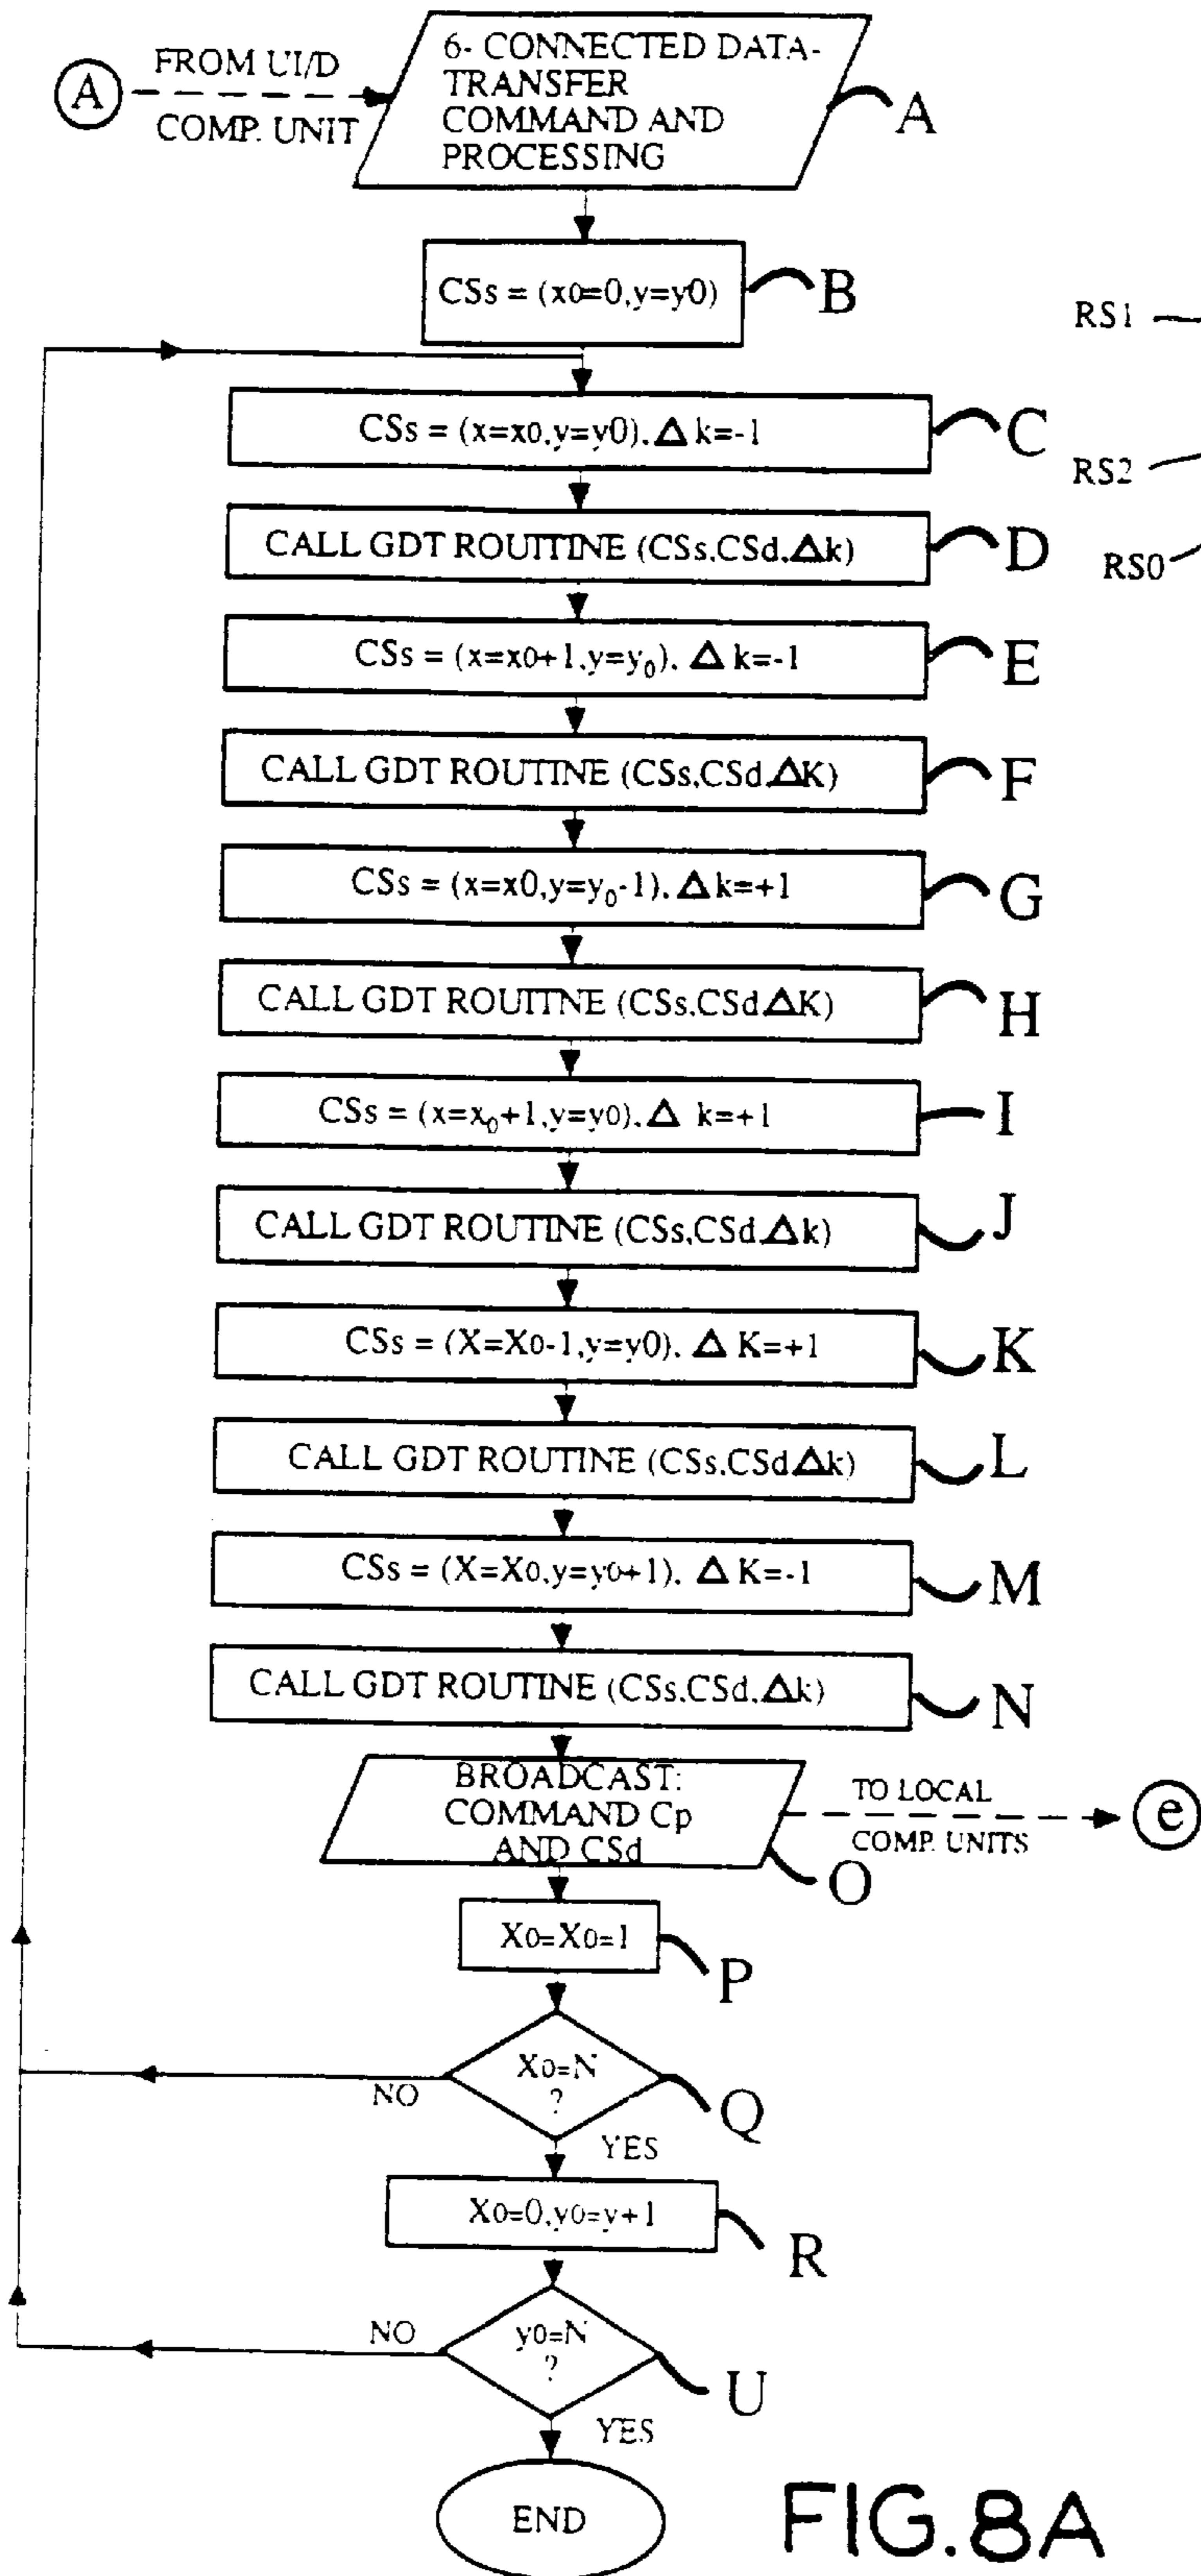 A
FROM UI/D
COMP. UNIT
6- CONNECTED DATA-
TRANSFER
COMMAND AND
PROCESSING
A
CSs = (x0=0,y=y0)
B
RS1
CSs = (x=x0,y=y0). Δ k=-1
C
RS2
CALL GDT ROUITINE (CSs,CSd,Δk)
D
RS0
CSs = (x=x0+1,y=y0). Δ k=-1
E
CALL GDT ROUTINE (CSs,CSd,ΔK)
F
CSs = (x=x0,y=y0-1). Δ k=+1
G
CALL GDT ROUITNE (CSs,CSd,ΔK)
H
CSs = (x=x0+1,y=y0). Δ k=+1
I
CALL GDT ROUTINE (CSs,CSd,Δk)
J
CSs = (X=X0-1,y=y0). Δ K=+1
K
CALL GDT ROUTINE (CSs,CSd,Δk)
L
CSs = (X=X0,y=y0+1). Δ K=-1
M
CALL GDT ROUTINE (CSs,CSd,Δk)
N
BROADCAST:
COMMAND Cp
AND CSd
TO LOCAL
COMP. UNITS
e
O
X0=X0=1
P
X0=N
?
NO
Q
YES
X0=0,y0=y+1
R
y0=N
?
NO
U
YES
END
FIG.8A